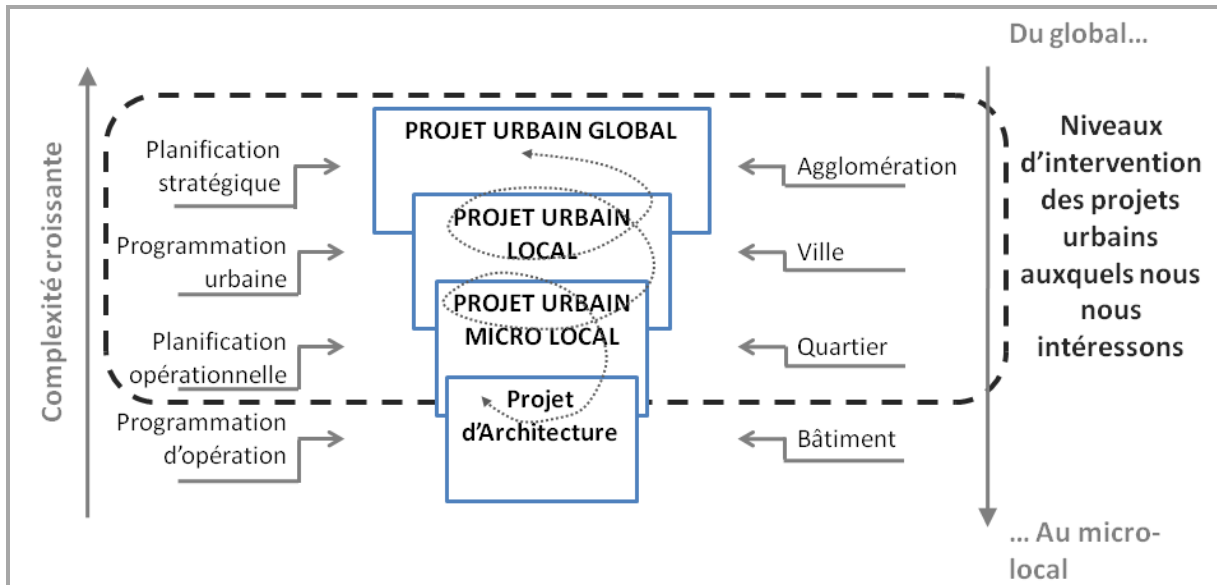 Du global…
Complexité croissante
Planification
stratégique
PROJET URBAIN GLOBAL
Agglomération
Niveaux
d’intervention
des projets
urbains
auxquels nous
nous
intéressons
Programmation
urbaine
PROJET URBAIN
LOCAL
Ville
Planification
opérationnelle
PROJET URBAIN
MICRO LOCAL
Quartier
Programmation
d’opération
Projet
d’Architecture
Bâtiment
… Au micro-
local